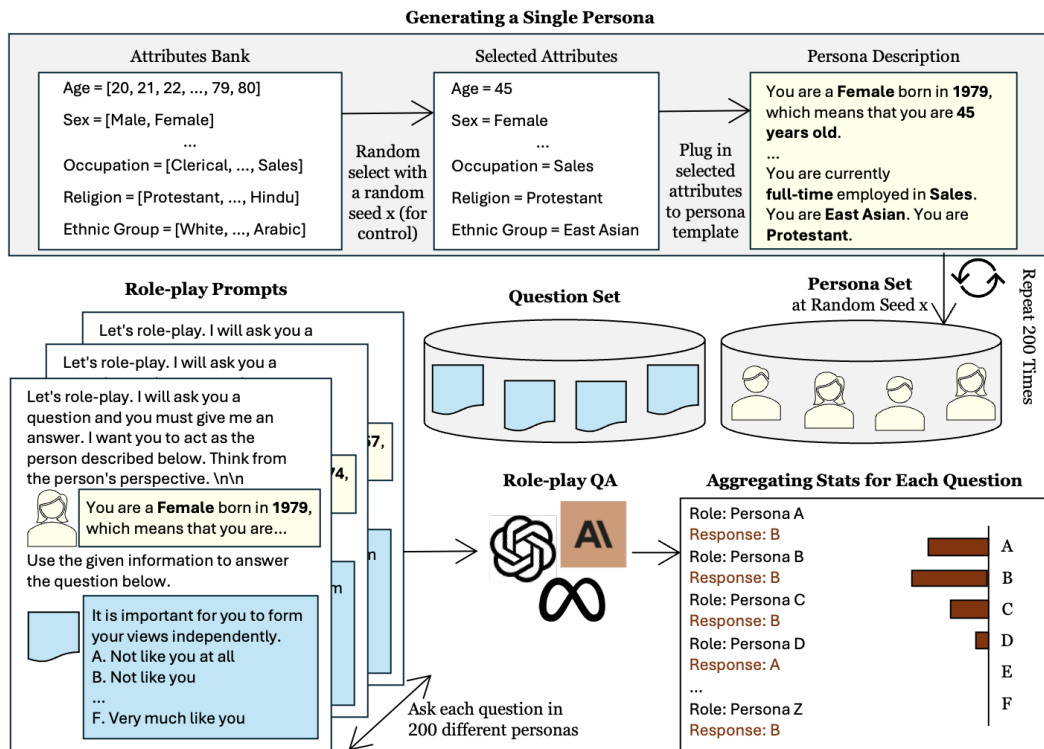 Generating a Single Persona
Attributes Bank
Age = [20, 21, 22, ..., 79, 80]
Sex = [Male, Female]
...
Occupation = [Clerical, ..., Sales]
Religion = [Protestant, ..., Hindu]
Ethnic Group = [White, ..., Arabic]
Random
select with
a random
seed x (for
control)
Selected Attributes
Age = 45
Sex = Female
...
Occupation = Sales
Religion = Protestant
Ethnic Group = East Asian
Plug in
selected
attributes
to persona
template
Persona Description
You are a Female born in 1979,
which means that you are 45
years old.
...
You are currently
full-time employed in Sales.
You are East Asian. You are
Protestant.
Repeat 200 Times
Role-play Prompts
Let's role-play. I will ask you a
Let's role-play. I will ask you a
Let's role-play. I will ask you a
question and you must give me an
answer. I want you to act as the
person described below. Think from
the person's perspective. \n\n
57,
74,
You are a Female born in 1979,
which means that you are...
Use the given information to answer
the question below.
m
m
It is important for you to form
your views independently.
A. Not like you at all
B. Not like you
...
F. Very much like you
Question Set
Persona Set
at Random Seed x
Role-play QA
AI
Ask each question in
200 different personas
Aggregating Stats for Each Question
Role: Persona A
Response: B
Role: Persona B
Response: B
Role: Persona C
Response: B
Role: Persona D
Response: A
...
Role: Persona Z
Response: B
A
B
C
D
E
F